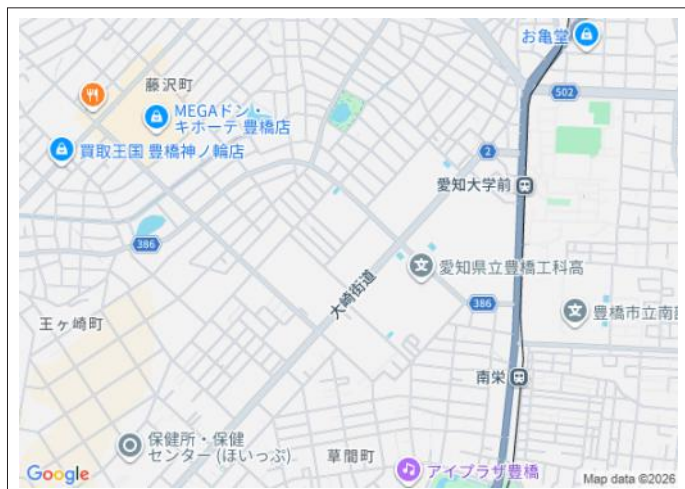 お亀堂
藤沢町
502
MEGAドン・
キホーテ 豊橋店
買取王国 豊橋神ノ輪店
2
愛知大学前
386
愛知県立豊橋工科高
大崎街道
386
豊橋市立南部
王ヶ崎町
南栄
保健所・保健
センター (ほいっぷ)
草間町
アイプラザ豊橋
Google
Map data ©2026